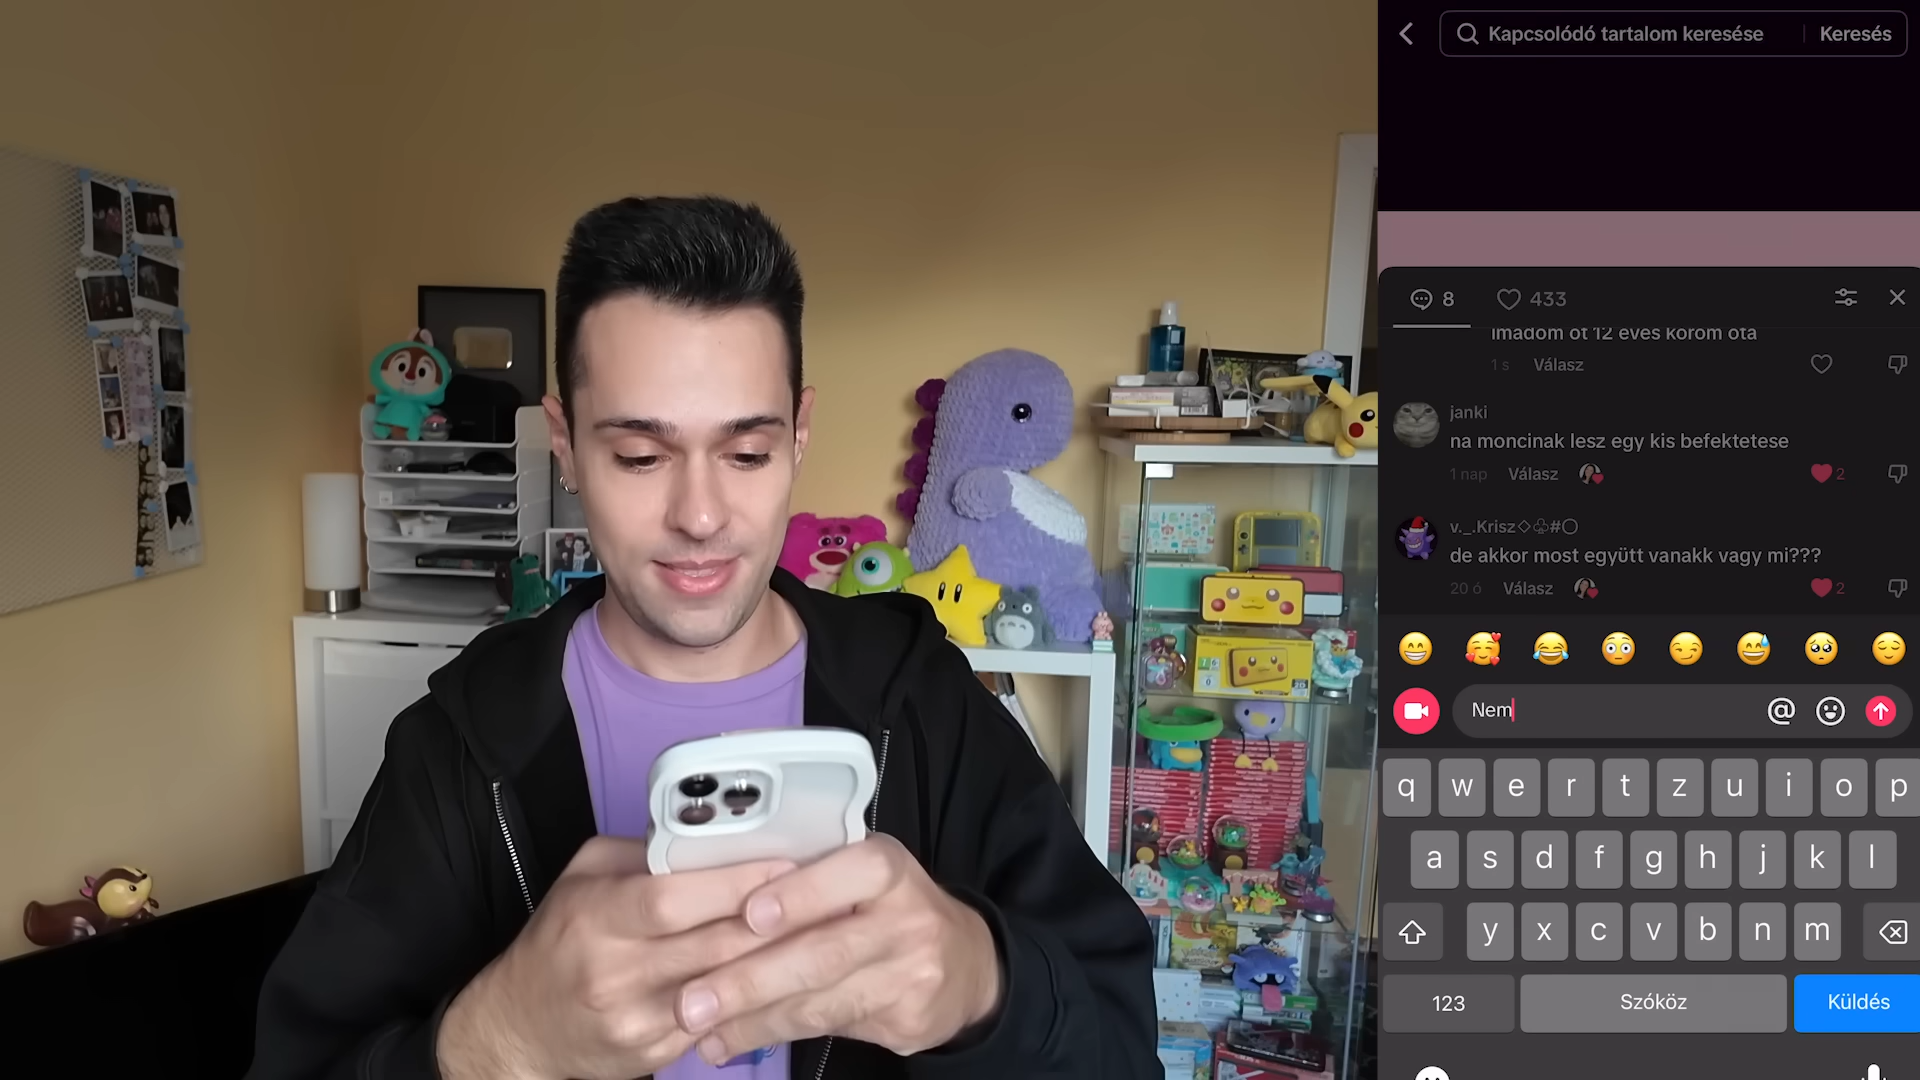 Kapcsolódó tartalom keresése
Keresés
8
433
imádom őt 12 éves korom óta
1 s Válasz
janki
na moncinak lesz egy kis befektetese
1 nap Válasz
2
v._.Krisz◇♧#○
de akkor most együtt vanakk vagy mi???
20 ó Válasz
2
Nem
@
q w e r t z u i o p
a s d f g h j k l
y x c v b n m
123
Szóköz
Küldés